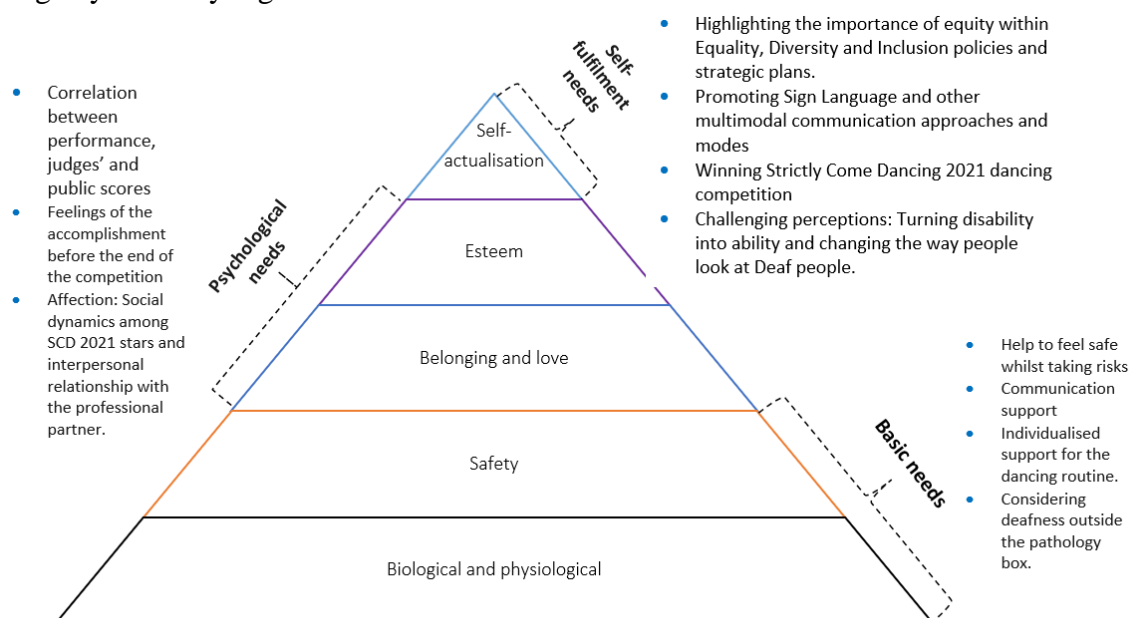 Self-
fulfilment
needs
• Highlighting the importance of equity within
Equality, Diversity and Inclusion policies and
strategic plans.
• Promoting Sign Language and other
multimodal communication approaches and
modes
• Winning Strictly Come Dancing 2021 dancing
competition
• Challenging perceptions: Turning disability
into ability and changing the way people
look at Deaf people.
• Correlation
between
performance,
judges’ and
public scores
• Feelings of the
accomplishment
before the end of
the competition
• Affection: Social
dynamics among
SCD 2021 stars and
interpersonal
relationship with
the professional
partner.
Psychological
needs
Self-
actualisation
Esteem
Belonging and love
Safety
Biological and physiological
Basic needs
• Help to feel safe
whilst taking risks
• Communication
support
• Individualised
support for the
dancing routine.
• Considering
deafness outside
the pathology
box.